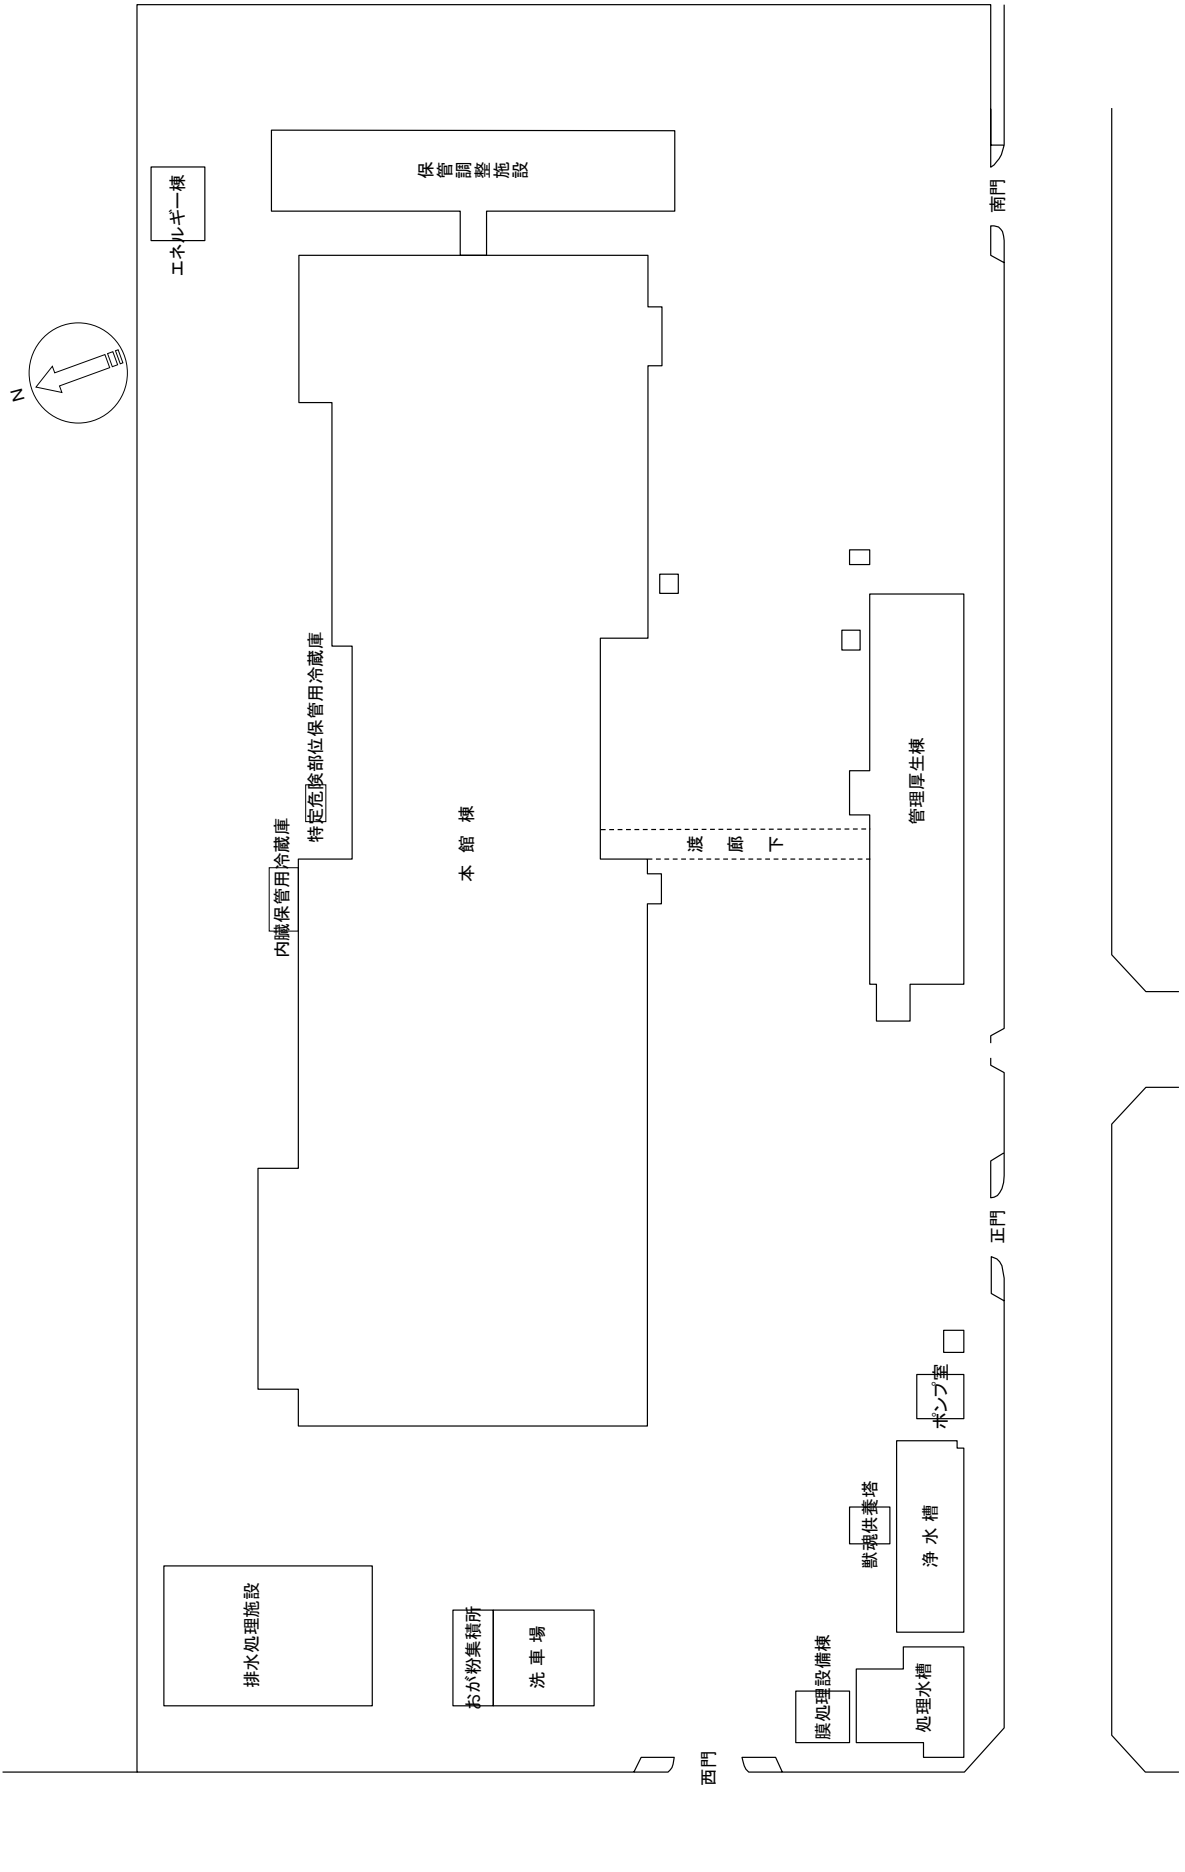 保管調整施設
エネルギー棟
南門
N
特定危険部位保管用冷蔵庫
内臓保管用冷蔵庫
本館棟
渡廊下
管理厚生棟
正門
ポンプ室
獣魂供養塔
浄水槽
排水処理施設
おが粉集積所
洗車場
膜処理設備棟
処理水槽
西門